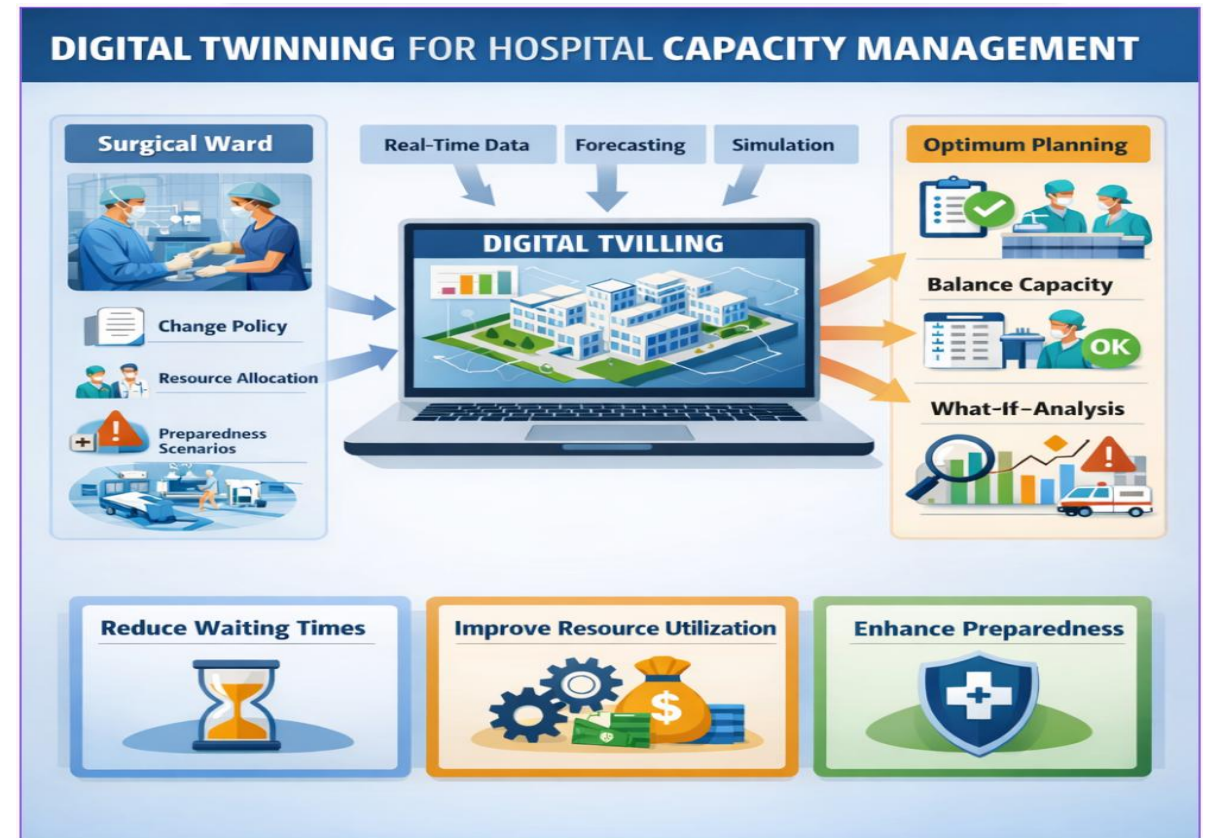 DIGITAL TWINNING FOR HOSPITAL CAPACITY MANAGEMENT
Surgical Ward
Change Policy
Resource Allocation
Preparedness
Scenarios
Real-Time Data
Forecasting
Simulation
DIGITAL TVILLING
Optimum Planning
Balance Capacity
OK
What-If-Analysis
Reduce Waiting Times
Improve Resource Utilization
$
Enhance Preparedness